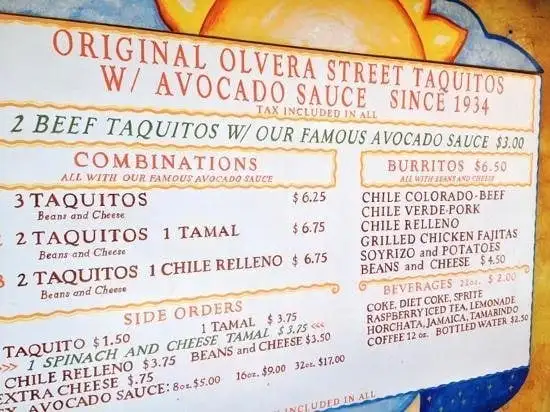 ORIGINAL OLVERA STREET TAQUITOS
W/ AVOCADO SAUCE SINCE 1934
TAX INCLUDED IN ALL
2 BEEF TAQUITOS W/ OUR FAMOUS AVOCADO SAUCE $3.00
COMBINATIONS
ALL WITH OUR FAMOUS AVOCADO SAUCE
3 TAQUITOS $6.25
Beans and Cheese
2 TAQUITOS 1 TAMAL $6.75
Beans and Cheese
2 TAQUITOS 1 CHILE RELLENO $6.75
Beans and Cheese
SIDE ORDERS
TAQUITO $1.50 1 TAMAL $3.75
>>> 1 SPINACH AND CHEESE TAMAL $3.75 <<<
CHILE RELLENO $3.75 BEANS and CHEESE $3.50
EXTRA CHEESE $.75
AVOCADO SAUCE: 8oz. $5.00 16oz. $9.00 32oz. $17.00
INCLUDED IN ALL
BURRITOS $6.50
ALL WITH BEANS AND CHEESE
CHILE COLORADO-BEEF
CHILE VERDE-PORK
CHILE RELLENO
GRILLED CHICKEN FAJITAS
SOYRIZO and POTATOES
BEANS and CHEESE $4.50
BEVERAGES 22oz. $2.00
COKE, DIET COKE, SPRITE
RASPBERRY ICED TEA, LEMONADE
HORCHATA, JAMAICA, TAMARINDO
COFFEE 12 oz. BOTTLED WATER $2.50